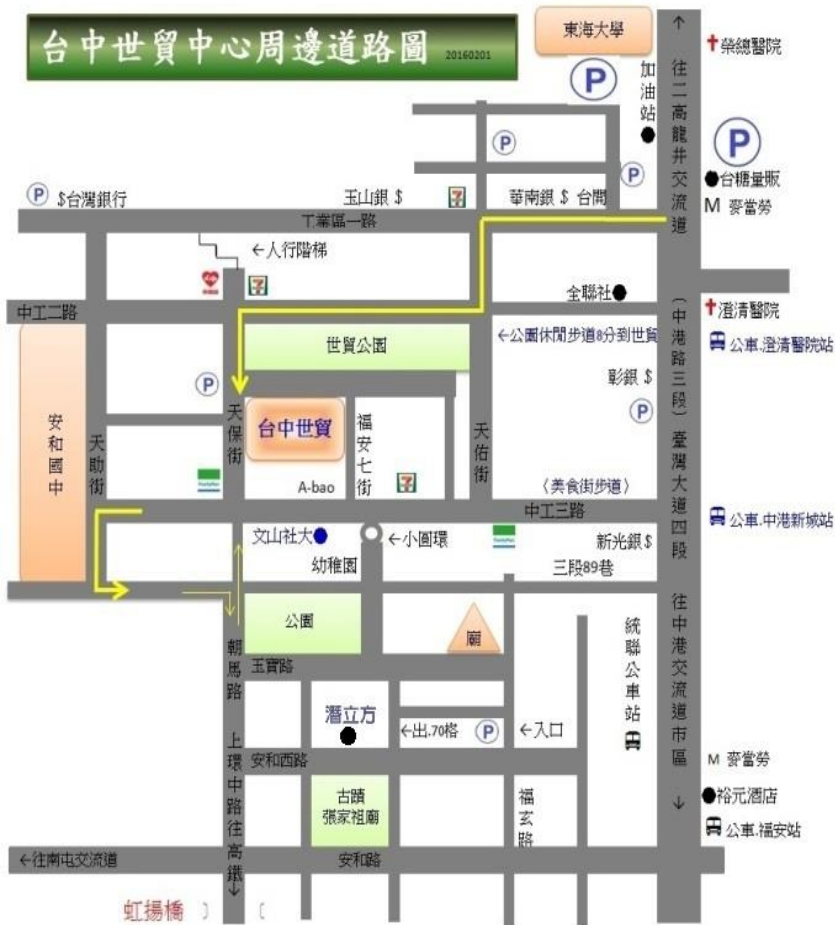 台中世貿中心周邊道路圖 20160201
東海大學
P
加油站
往二高龍井交流道
榮總醫院
P
P
P
台糖量販
M 麥當勞
P
$台灣銀行
玉山銀 $
7
華南銀 $
台開
工業區一路
←人行階梯
7
全聯社
中工二路
澄清醫院
世貿公園
←公園休閒步道8分到世貿
公車.澄清醫院站
(中港路三段)
彰銀 $
P
P
安和國中
天助街
天保街
台中世貿
福安七街
天佑街
臺灣大道四段
A-bao
7
〈美食街步道〉
FamilyMart
中工三路
公車.中港新城站
文山社大
←小圓環
新光銀$
幼稚園
三段89巷
公園
廟
統聯公車站
往中港交流道市區
朝馬路
玉寶路
潛立方
←出.70格
P
←入口
上環中路往高鐵
安和西路
M 麥當勞
古蹟
張家祖廟
福玄路
裕元酒店
公車.福安站
←往南屯交流道
安和路
虹揚橋